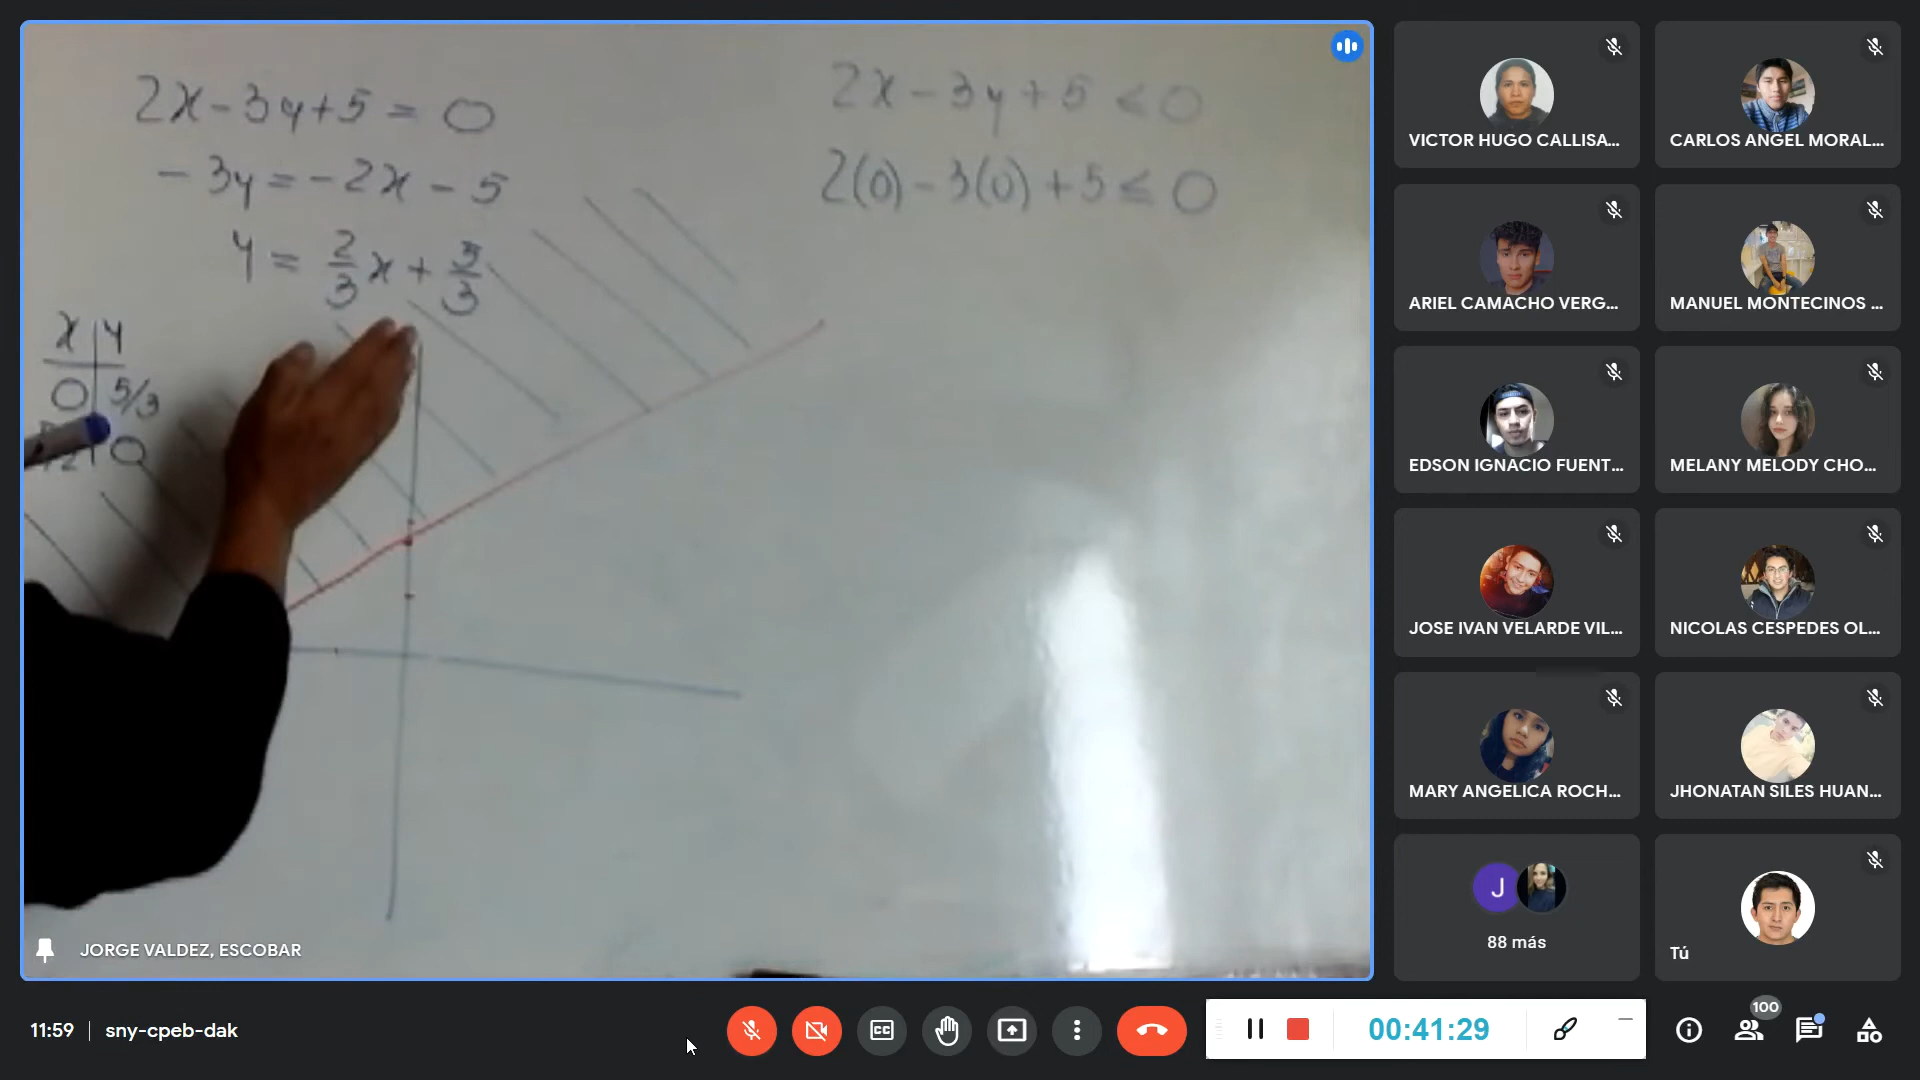 2x - 3y + 5 = 0
- 3y = - 2x - 5
y = 2/3 x + 5/3
x | y
0 | 5/3
0
2x - 3y + 5 ≤ 0
2(0) - 3(0) + 5 ≤ 0
JORGE VALDEZ, ESCOBAR
VICTOR HUGO CALLISA...
CARLOS ANGEL MORAL...
ARIEL CAMACHO VERG...
MANUEL MONTECINOS ...
EDSON IGNACIO FUENT...
MELANY MELODY CHO...
JOSE IVAN VELARDE VIL...
NICOLAS CESPEDES OL...
MARY ANGELICA ROCH...
JHONATAN SILES HUAN...
J
88 más
Tú
11:59 | sny-cpeb-dak
CC
00:41:29
100